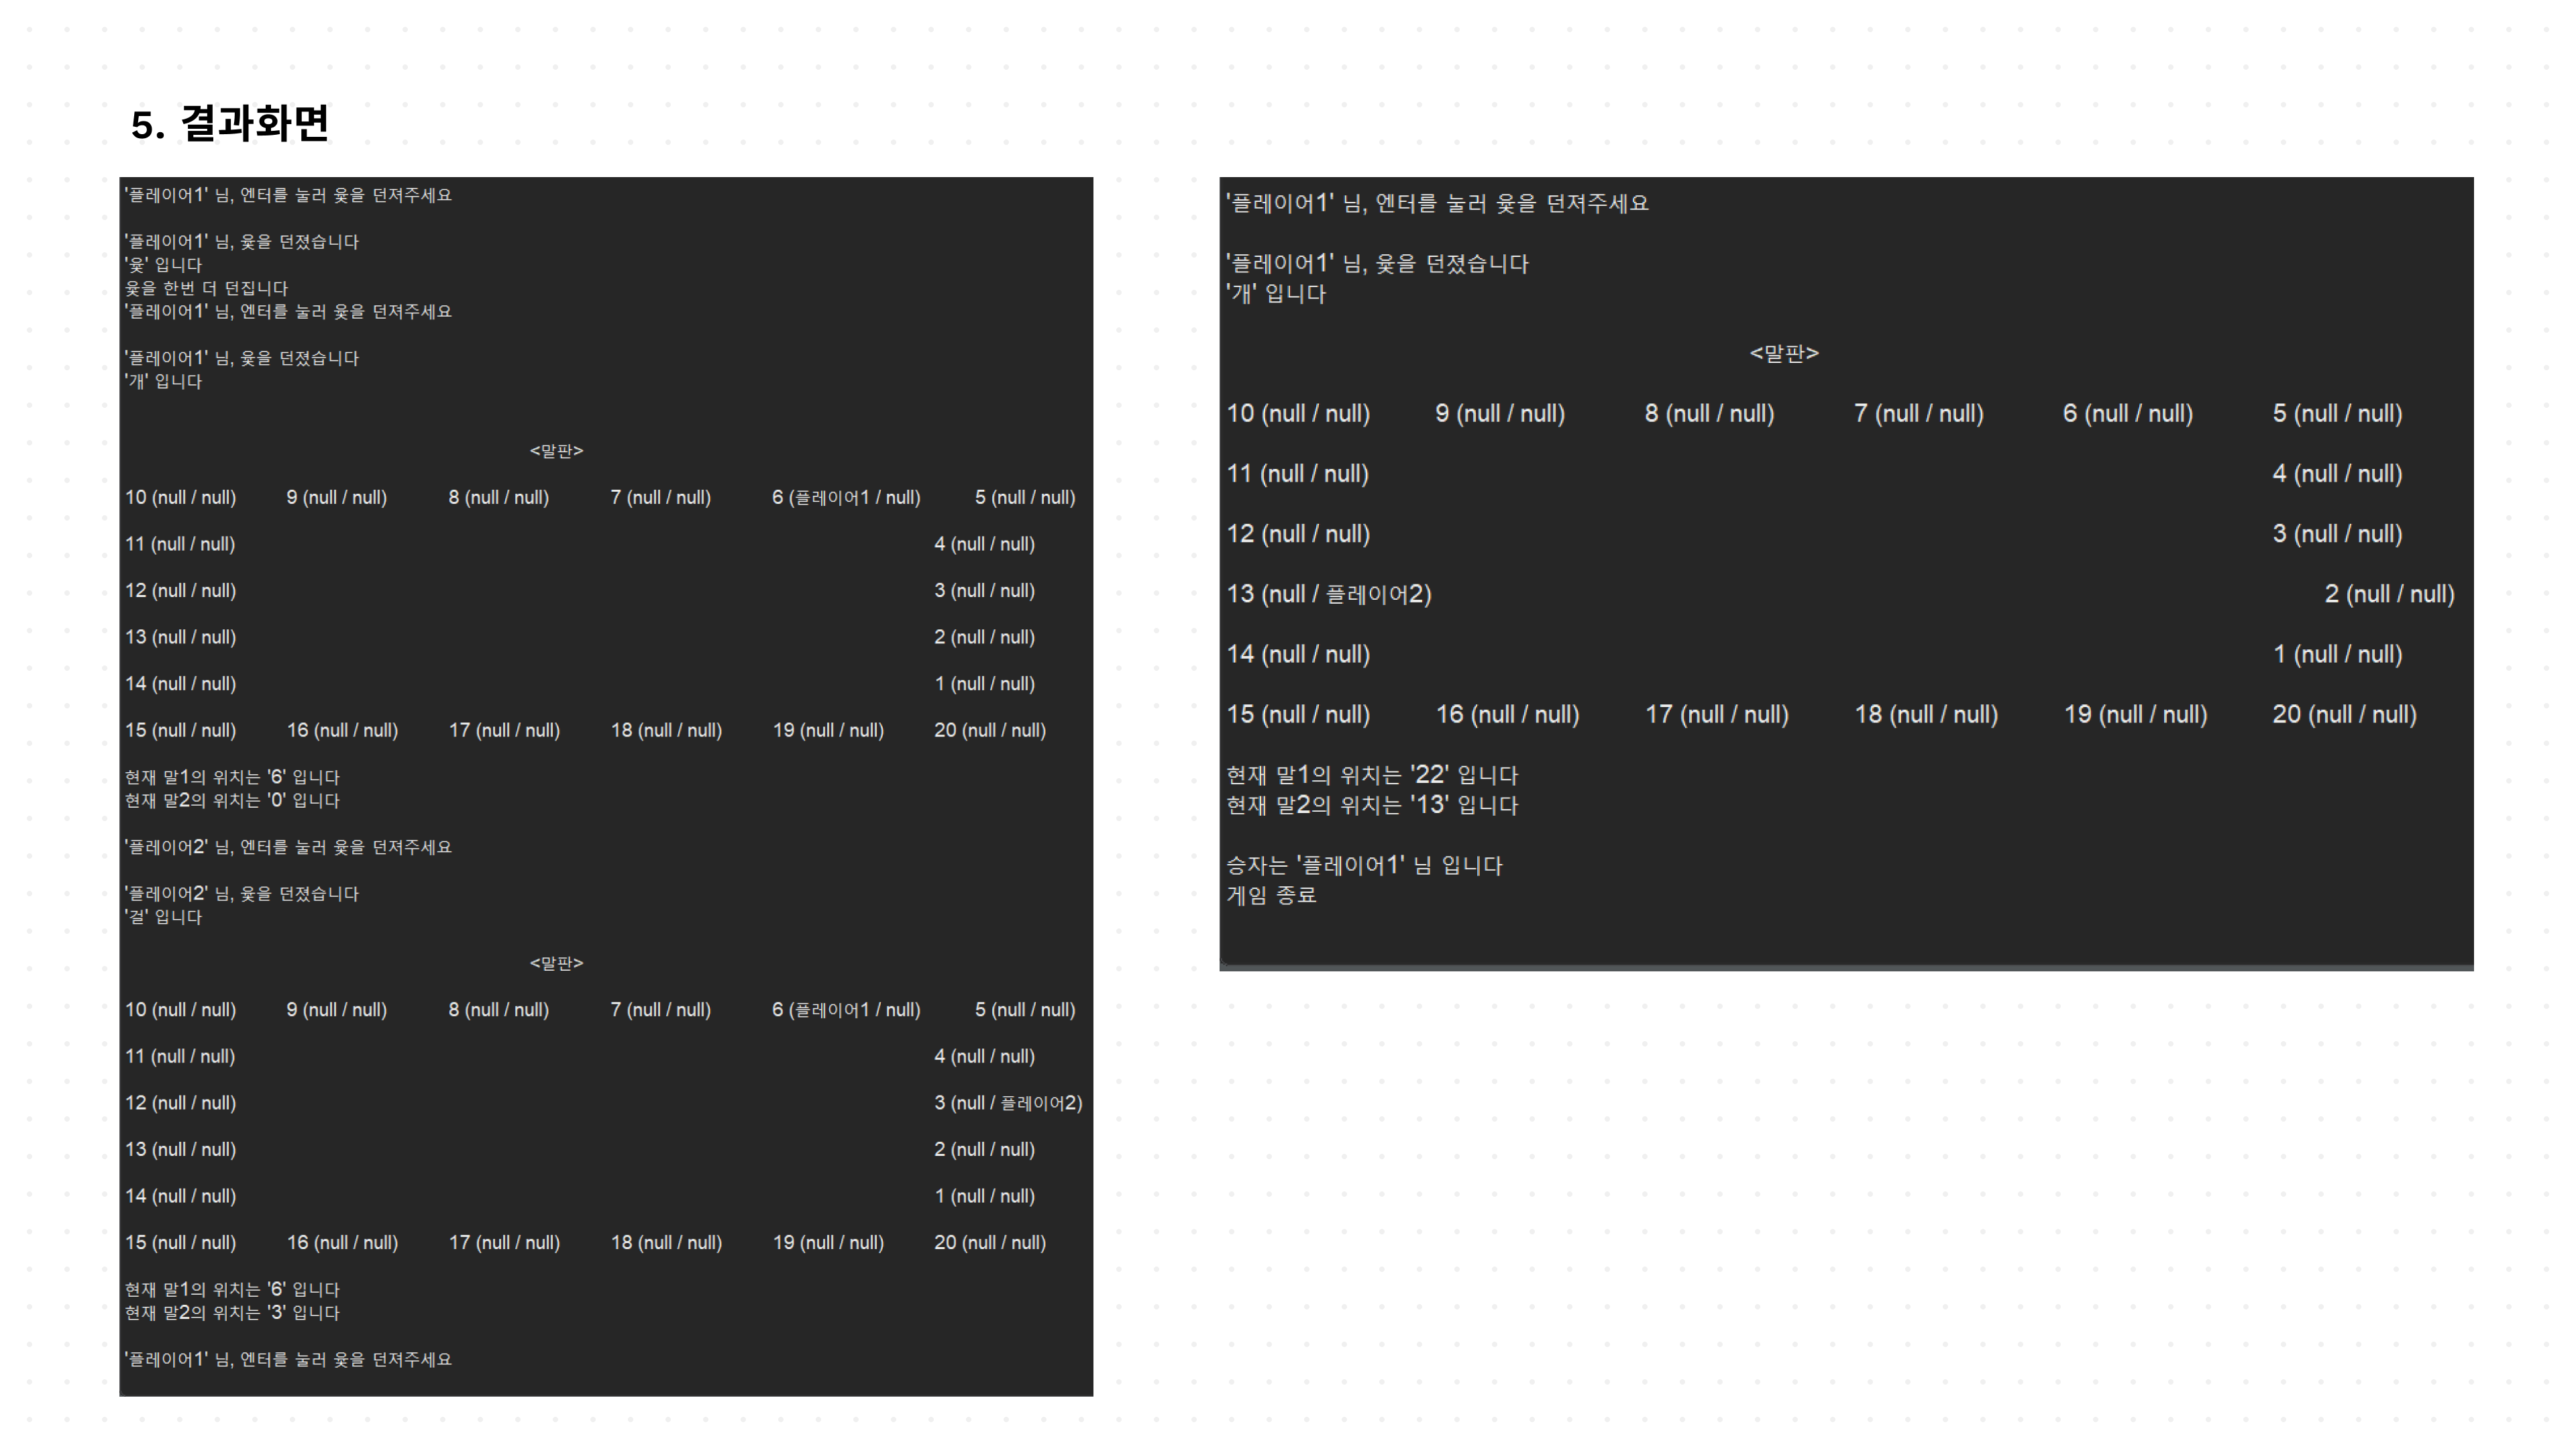 5. 결과화면
'플레이어1' 님, 엔터를 눌러 윷을 던져주세요
'플레이어1' 님, 윷을 던졌습니다
'윷' 입니다
윷을 한번 더 던집니다
'플레이어1' 님, 엔터를 눌러 윷을 던져주세요
'플레이어1' 님, 윷을 던졌습니다
'개' 입니다
<말판>
10 (null / null) 9 (null / null) 8 (null / null) 7 (null / null) 6 (플레이어1 / null) 5 (null / null)
11 (null / null) 4 (null / null)
12 (null / null) 3 (null / null)
13 (null / null) 2 (null / null)
14 (null / null) 1 (null / null)
15 (null / null) 16 (null / null) 17 (null / null) 18 (null / null) 19 (null / null) 20 (null / null)
현재 말1의 위치는 '6' 입니다
현재 말2의 위치는 '0' 입니다
'플레이어2' 님, 엔터를 눌러 윷을 던져주세요
'플레이어2' 님, 윷을 던졌습니다
'걸' 입니다
<말판>
10 (null / null) 9 (null / null) 8 (null / null) 7 (null / null) 6 (플레이어1 / null) 5 (null / null)
11 (null / null) 4 (null / null)
12 (null / null) 3 (null / 플레이어2)
13 (null / null) 2 (null / null)
14 (null / null) 1 (null / null)
15 (null / null) 16 (null / null) 17 (null / null) 18 (null / null) 19 (null / null) 20 (null / null)
현재 말1의 위치는 '6' 입니다
현재 말2의 위치는 '3' 입니다
'플레이어1' 님, 엔터를 눌러 윷을 던져주세요
'플레이어1' 님, 엔터를 눌러 윷을 던져주세요
'플레이어1' 님, 윷을 던졌습니다
'개' 입니다
<말판>
10 (null / null) 9 (null / null) 8 (null / null) 7 (null / null) 6 (null / null) 5 (null / null)
11 (null / null) 4 (null / null)
12 (null / null) 3 (null / null)
13 (null / 플레이어2) 2 (null / null)
14 (null / null) 1 (null / null)
15 (null / null) 16 (null / null) 17 (null / null) 18 (null / null) 19 (null / null) 20 (null / null)
현재 말1의 위치는 '22' 입니다
현재 말2의 위치는 '13' 입니다
승자는 '플레이어1' 님 입니다
게임 종료